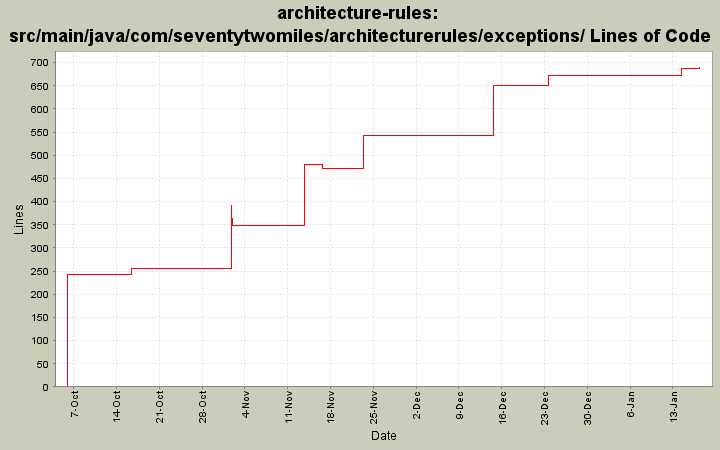 architecture-rules:
src/main/java/com/seventytwomiles/architecturerules/exceptions/ Lines of Code
700
650
600
550
500
450
400
350
300
250
200
150
100
50
0
Lines
7-Oct
14-Oct
21-Oct
28-Oct
4-Nov
11-Nov
18-Nov
25-Nov
2-Dec
9-Dec
16-Dec
23-Dec
30-Dec
6-Jan
13-Jan
Date